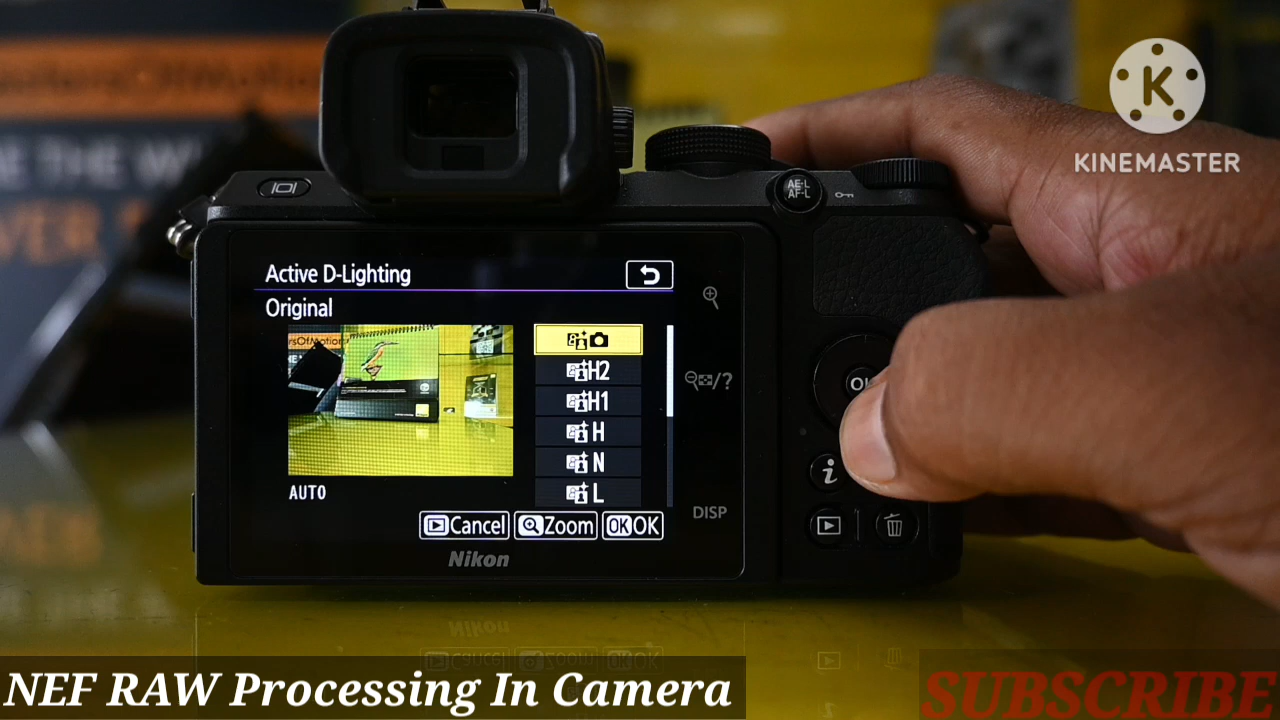 KINEMASTER
AE-L
AF-L
Active D-Lighting
Original
H2
H1
H
N
L
AUTO
Cancel
Zoom
OK OK
/?
i
DISP
Nikon
NEF RAW Processing In Camera
SUBSCRIBE